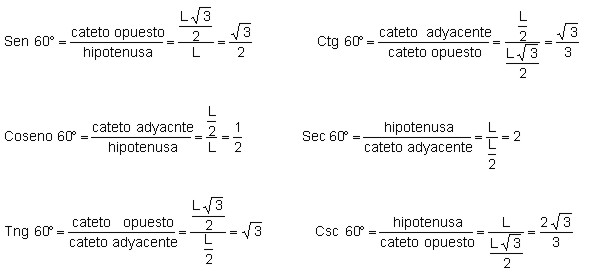 Sen 60° = cateto opuesto / hipotenusa = (L√3 / 2) / L = √3 / 2
Ctg 60° = cateto adyacente / cateto opuesto = (L / 2) / (L√3 / 2) = √3 / 3
Coseno 60° = cateto adyacnte / hipotenusa = (L / 2) / L = 1 / 2
Sec 60° = hipotenusa / cateto adyacente = L / (L / 2) = 2
Tng 60° = cateto opuesto / cateto adyacente = (L√3 / 2) / (L / 2) = √3
Csc 60° = hipotenusa / cateto opuesto = L / (L√3 / 2) = 2√3 / 3